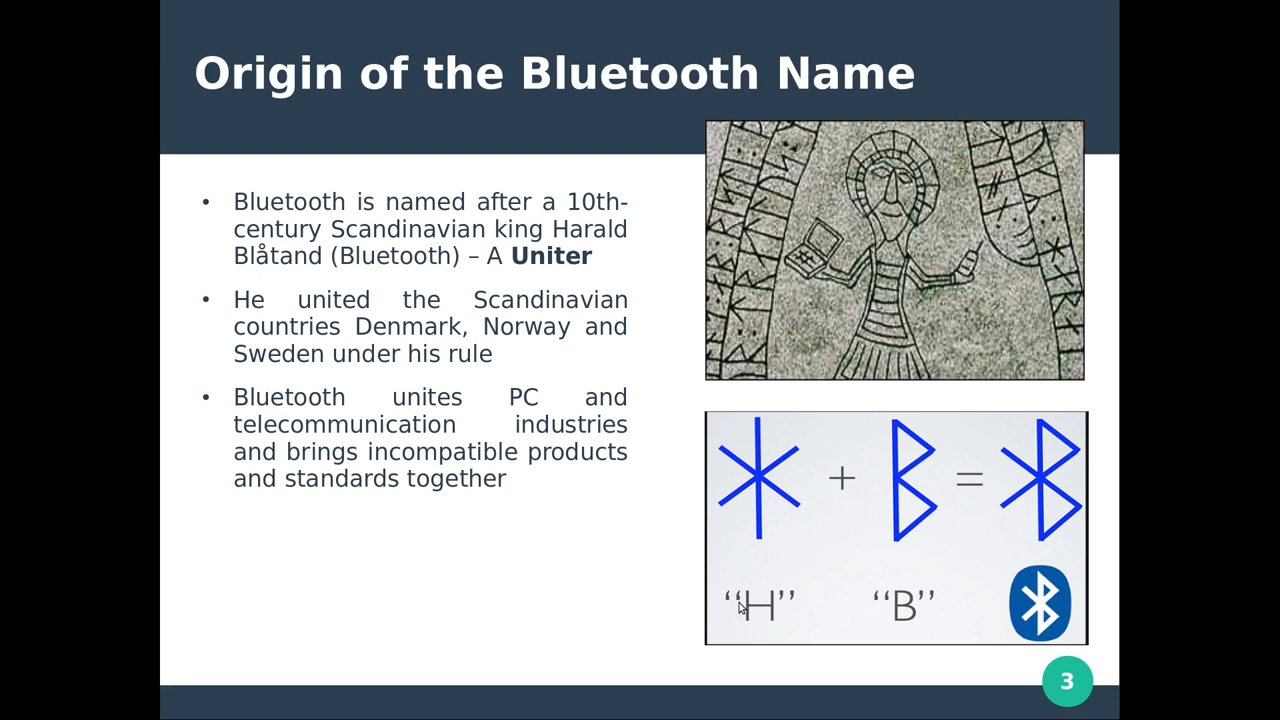 Origin of the Bluetooth Name
• Bluetooth is named after a 10th-
century Scandinavian king Harald
Blåtand (Bluetooth) – A Uniter
• He united the Scandinavian
countries Denmark, Norway and
Sweden under his rule
• Bluetooth unites PC and
telecommunication industries
and brings incompatible products
and standards together
ᚼ + ᛒ =
‘‘H’’ ‘‘B’’
3